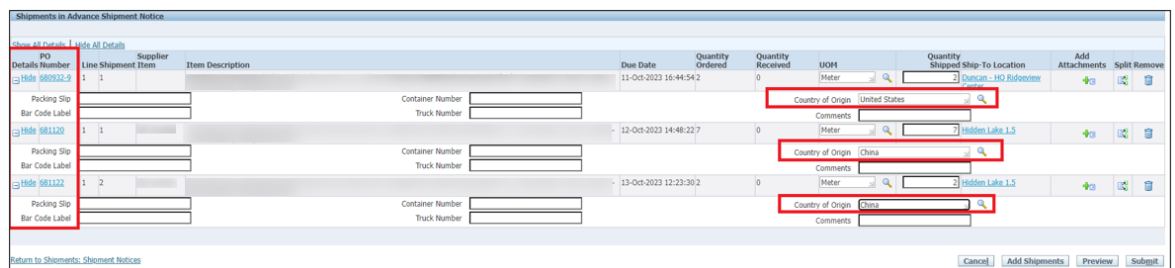 Shipments in Advance Shipment Notice
Show All Details | Hide All Details
Details PO Number Line Shipment Supplier Item Item Description Due Date Quantity Ordered Quantity Received UOM Quantity Shipped Ship-To Location Add Attachments Split Remove
Hide 680932-9 1 1 11-Oct-2023 16:44:54 2 0 Meter 2 Duncan - HO Ridgeview Center
Packing Slip Container Number Country of Origin United States
Bar Code Label Truck Number Comments
Hide 681120 1 1 - 12-Oct-2023 14:48:22 7 0 Meter 7 Hidden Lake 1.5
Packing Slip Container Number Country of Origin China
Bar Code Label Truck Number Comments
Hide 681122 1 2 - 13-Oct-2023 12:23:30 2 0 Meter 2 Hidden Lake 1.5
Packing Slip Container Number Country of Origin China
Bar Code Label Truck Number Comments
Return to Shipments: Shipment Notices Cancel Add Shipments Preview Submit